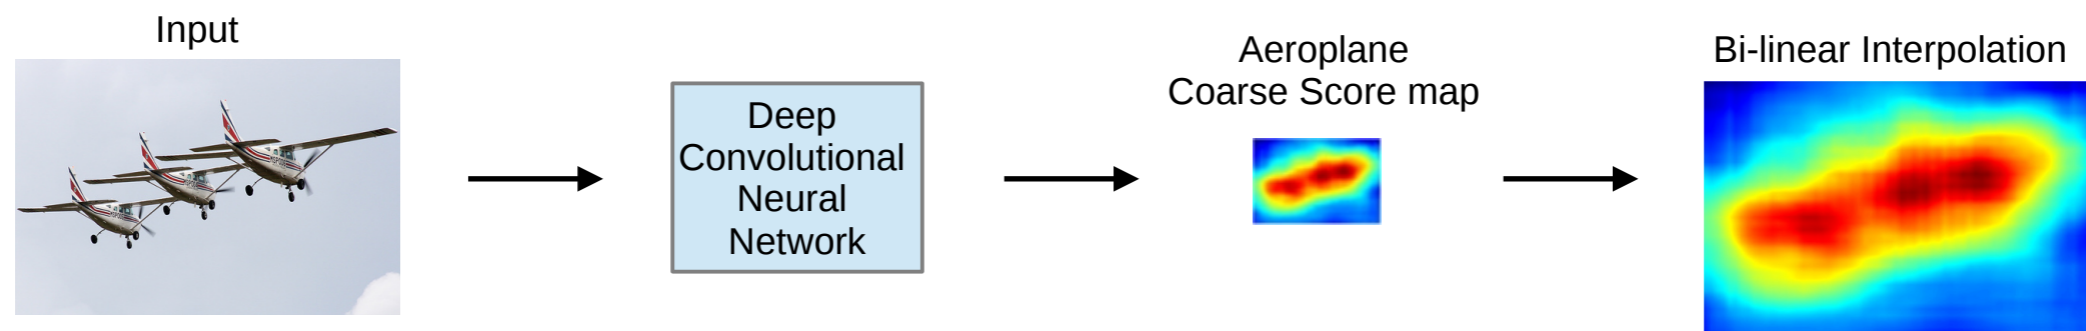 Input
Deep
Convolutional
Neural
Network
Aeroplane
Coarse Score map
Bi-linear Interpolation